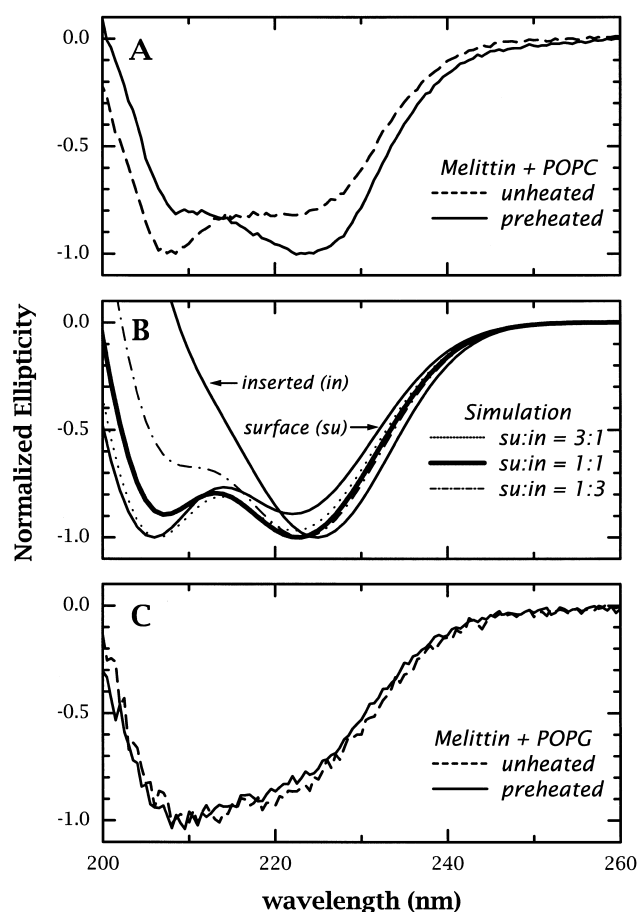 0.0
A
-0.5
Melittin + POPC
unheated
preheated
-1.0
Normalized Ellipticity
0.0
B
inserted (in)
surface (su)
-0.5
Simulation
su:in = 3:1
su:in = 1:1
su:in = 1:3
-1.0
0.0
C
-0.5
Melittin + POPG
unheated
preheated
-1.0
200 220 240 260
wavelength (nm)